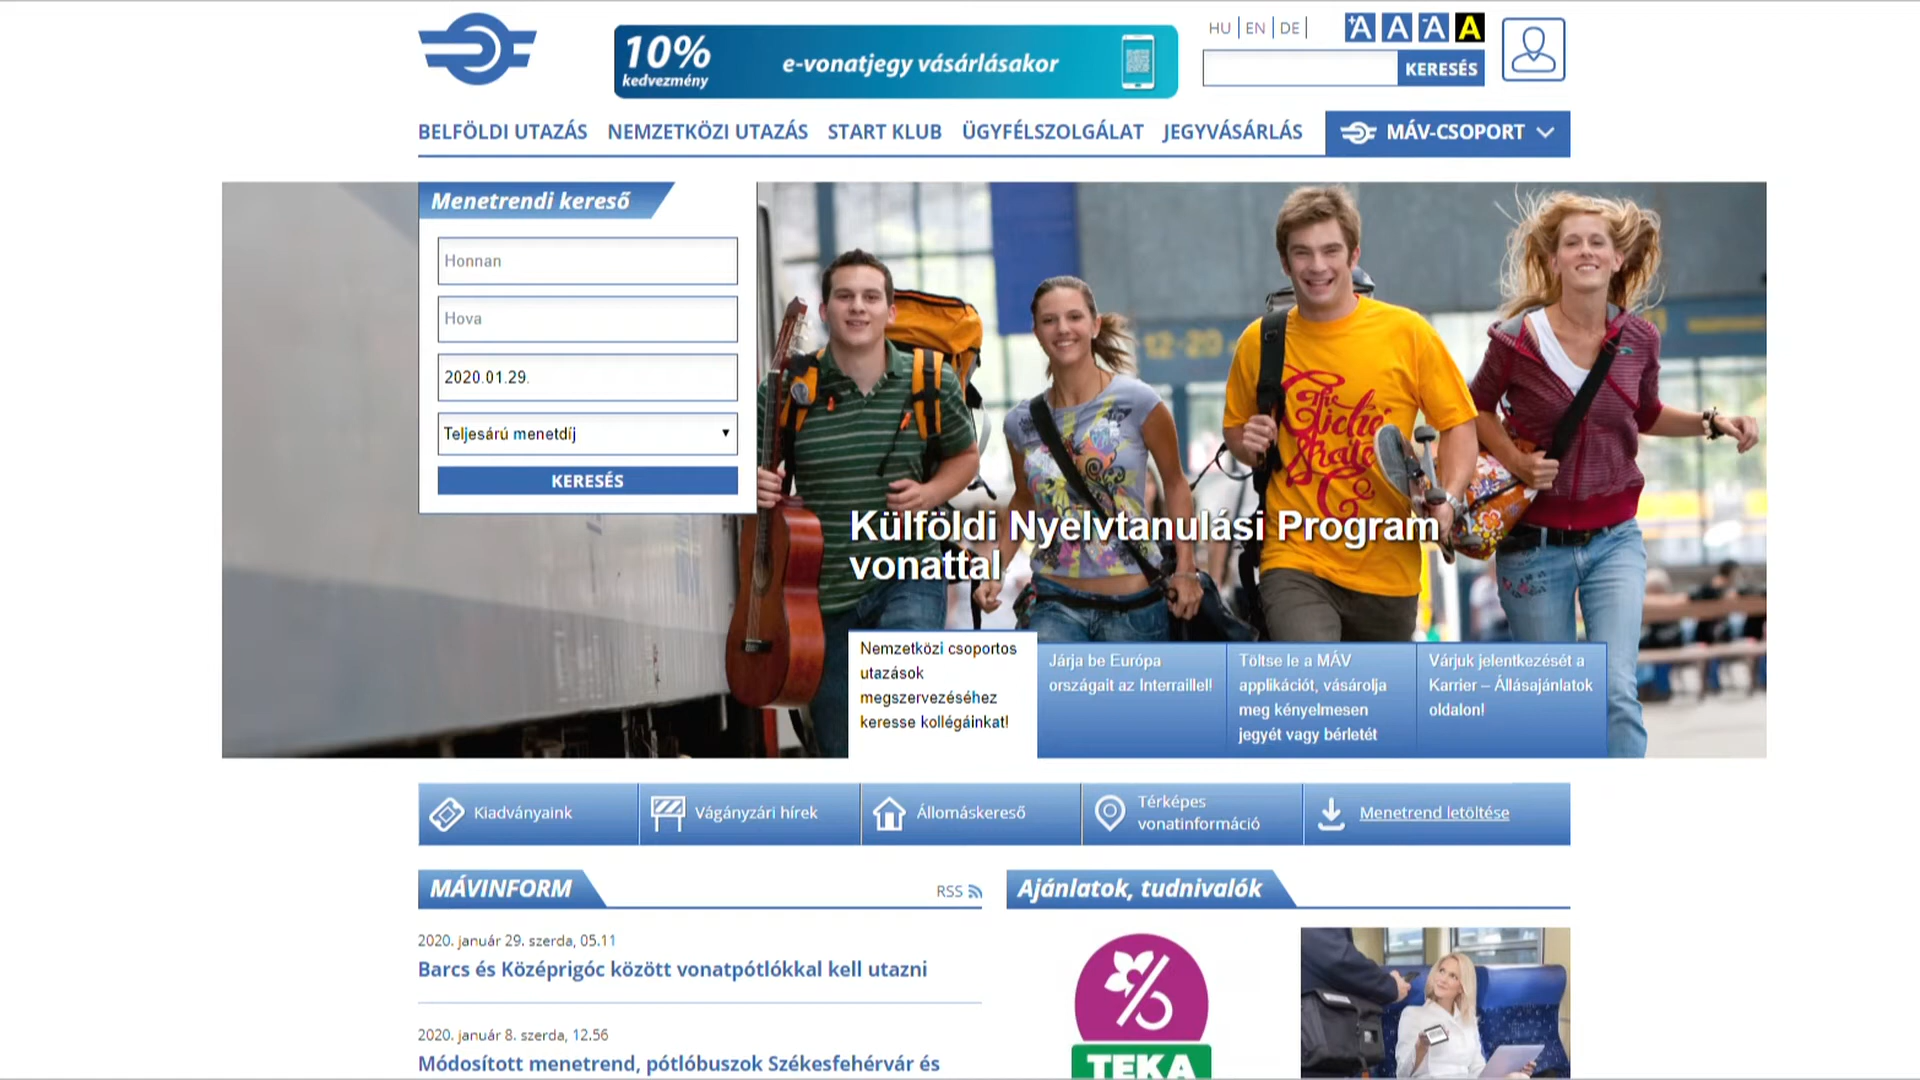 10%
kedvezmény
e-vonatjegy vásárlásakor
HU | EN | DE |
+A A -A A
KERESÉS
BELFÖLDI UTAZÁS NEMZETKÖZI UTAZÁS START KLUB ÜGYFÉLSZOLGÁLAT JEGYVÁSÁRLÁS MÁV-CSOPORT
Menetrendi kereső
Honnan
Hova
2020.01.29.
Teljesárú menetdíj
KERESÉS
12-20
The
Cliché
Skate
Külföldi Nyelvtanulási Program
vonattal
Nemzetközi csoportos
utazások
megszervezéséhez
keresse kollégáinkat!
Járja be Európa
országait az Interraillel!
Töltse le a MÁV
applikációt, vásárolja
meg kényelmesen
jegyét vagy bérletét
Várjuk jelentkezését a
Karrier – Állásajánlatok
oldalon!
Kiadványaink
Vágányzári hírek
Állomáskereső
Térképes
vonatinformáció
Menetrend letöltése
MÁVINFORM
RSS
2020. január 29. szerda, 05.11
Barcs és Középrigóc között vonatpótlókkal kell utazni
2020. január 8. szerda, 12.56
Módosított menetrend, pótlóbuszok Székesfehérvár és
Ajánlatok, tudnivalók
%
TEKA